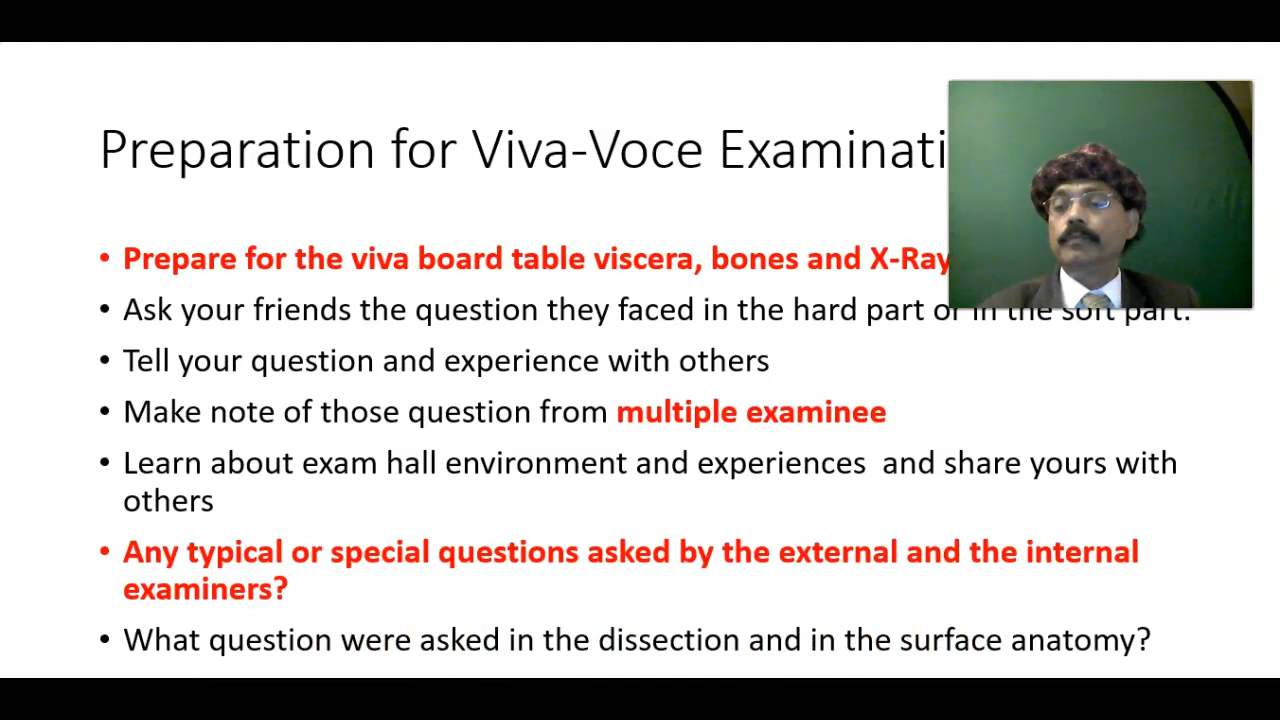 Preparation for Viva-Voce Examinati
• Prepare for the viva board table viscera, bones and X-Ray
• Ask your friends the question they faced in the hard part or in the soft part.
• Tell your question and experience with others
• Make note of those question from multiple examinee
• Learn about exam hall environment and experiences and share yours with
others
• Any typical or special questions asked by the external and the internal
examiners?
• What question were asked in the dissection and in the surface anatomy?